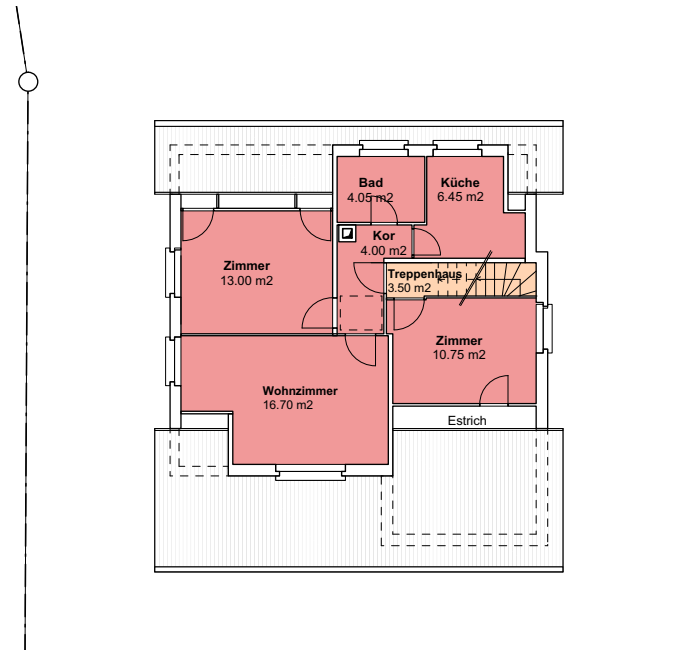 Bad
4.05 m2
Küche
6.45 m2
Kor
4.00 m2
Zimmer
13.00 m2
Treppenhaus
3.50 m2
Zimmer
10.75 m2
Wohnzimmer
16.70 m2
Estrich